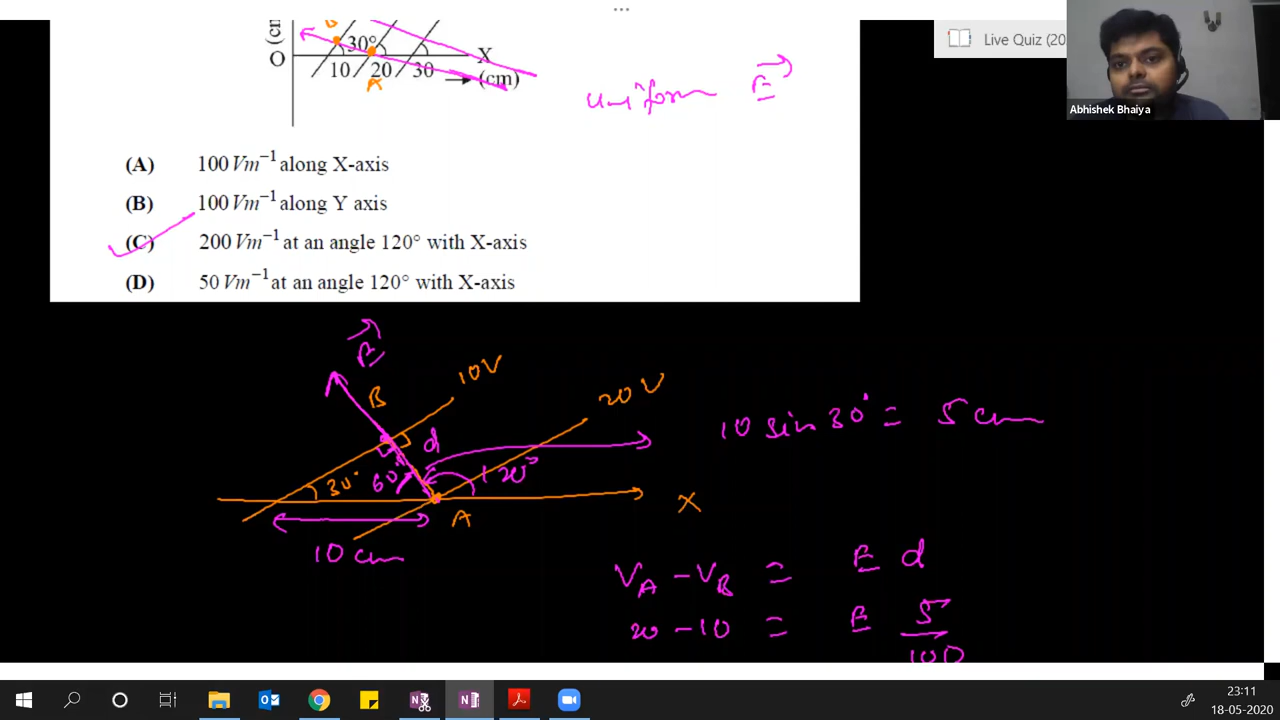 (cm)
B
30°
O
X
10 20 30
A
(cm)
uniform E
Live Quiz (20
Abhishek Bhaiya
(A) 100 Vm⁻¹ along X-axis
(B) 100 Vm⁻¹ along Y axis
(C) 200 Vm⁻¹ at an angle 120° with X-axis
(D) 50 Vm⁻¹ at an angle 120° with X-axis
E
B
10V
20 V
d
10 sin 30° = 5 cm
30°
60°
120°
A
X
10 cm
V_A - V_B = E d
20 - 10 = E 5/100
23:11
18-05-2020